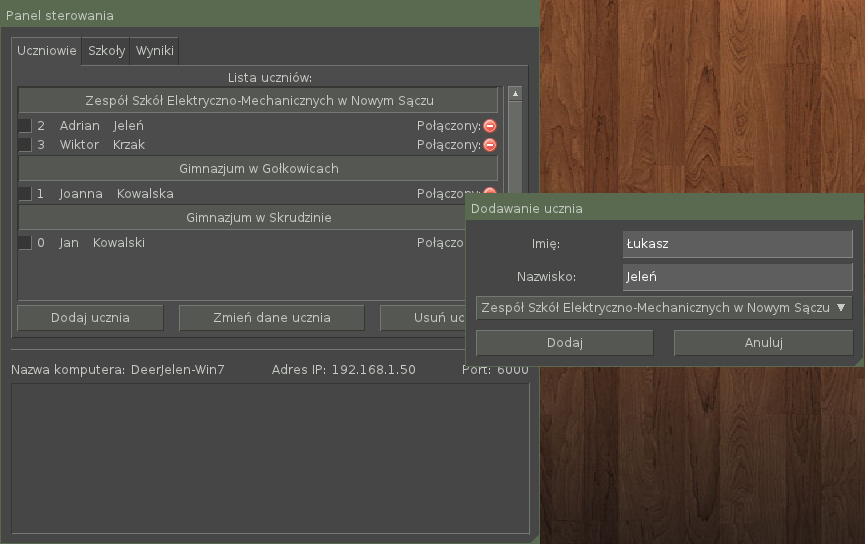 Panel sterowania
Uczniowie Szkoły Wyniki
Lista uczniów:
Zespół Szkół Elektryczno-Mechanicznych w Nowym Sączu
2 Adrian Jeleń Połączony:
3 Wiktor Krzak Połączony:
Gimnazjum w Gołkowicach
1 Joanna Kowalska Połączony:
Gimnazjum w Skrudzinie
0 Jan Kowalski Połączo
Dodaj ucznia Zmień dane ucznia Usuń uc
Nazwa komputera: DeerJelen-Win7 Adres IP: 192.168.1.50 Port: 6000
Dodawanie ucznia
Imię: Łukasz
Nazwisko: Jeleń
Zespół Szkół Elektryczno-Mechanicznych w Nowym Sączu
Dodaj Anuluj